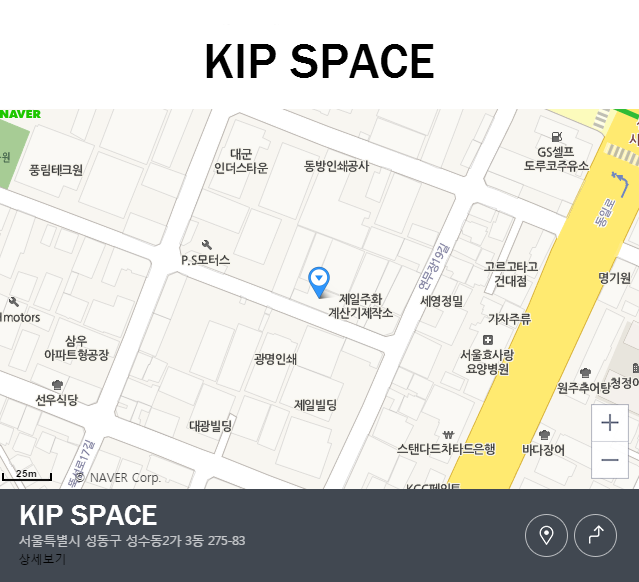 KIP SPACE
NAVER
대군
인더스타운
동방인쇄공사
GS셀프
도루코주유소
풍림테크원
동일로
P.S모터스
연무장19길
고르고타고
건대점
명기원
제일주화
계산기제작소
세영정밀
Imotors
가자주류
삼우
아파트형공장
광명인쇄
서울효사랑
요양병원
원주추어탕
청정
선우식당
제일빌딩
대광빌딩
스탠다드차타드은행
바다장어
뚝섬로17길
25m
© NAVER Corp.
KCC페인트
KIP SPACE
서울특별시 성동구 성수동2가 3동 275-83
상세보기